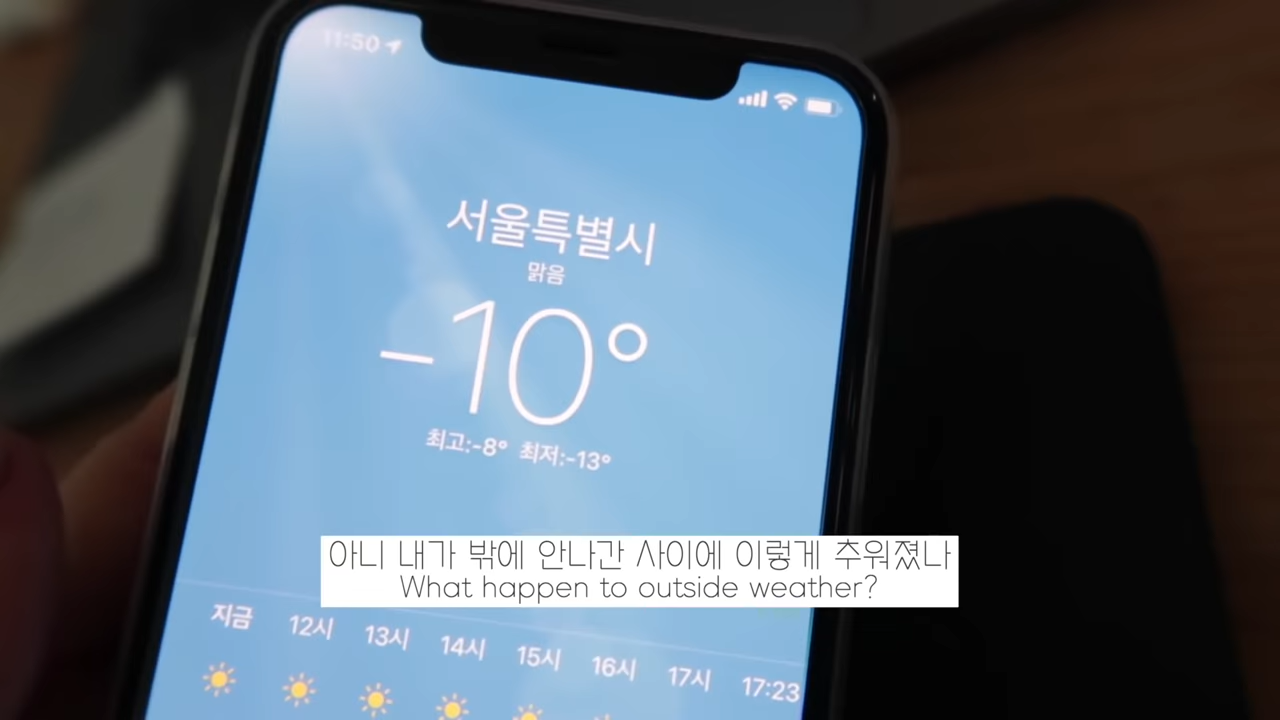 11:50
서울특별시
맑음
-10°
최고:-8° 최저:-13°
아니 내가 밖에 안나간 사이에 이렇게 추워졌나
What happen to outside weather?
지금 12시 13시 14시 15시 16시 17시 17:23